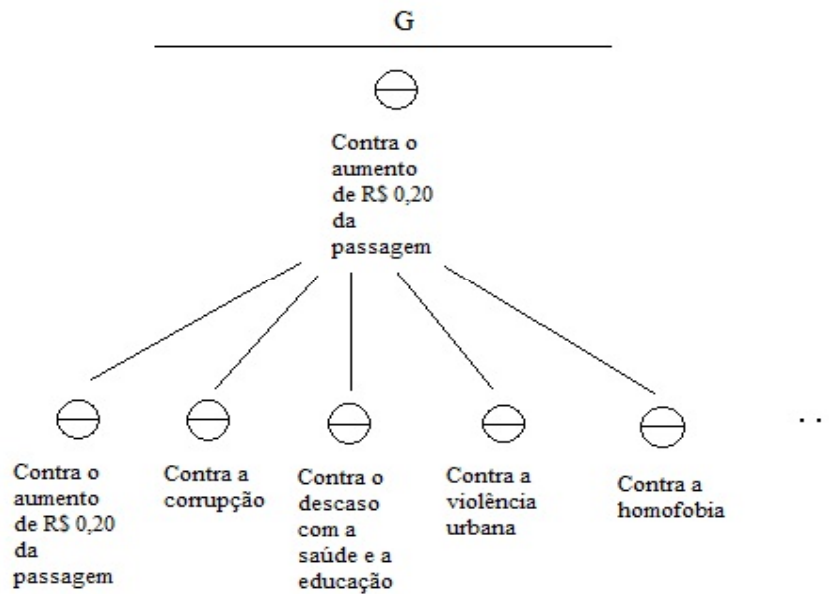 G
Contra o
aumento
de R$ 0,20
da
passagem
Contra o
aumento
de R$ 0,20
da
passagem
Contra a
corrupção
Contra o
descaso
com a
saúde e a
educação
Contra a
violência
urbana
Contra a
homofobia
. .